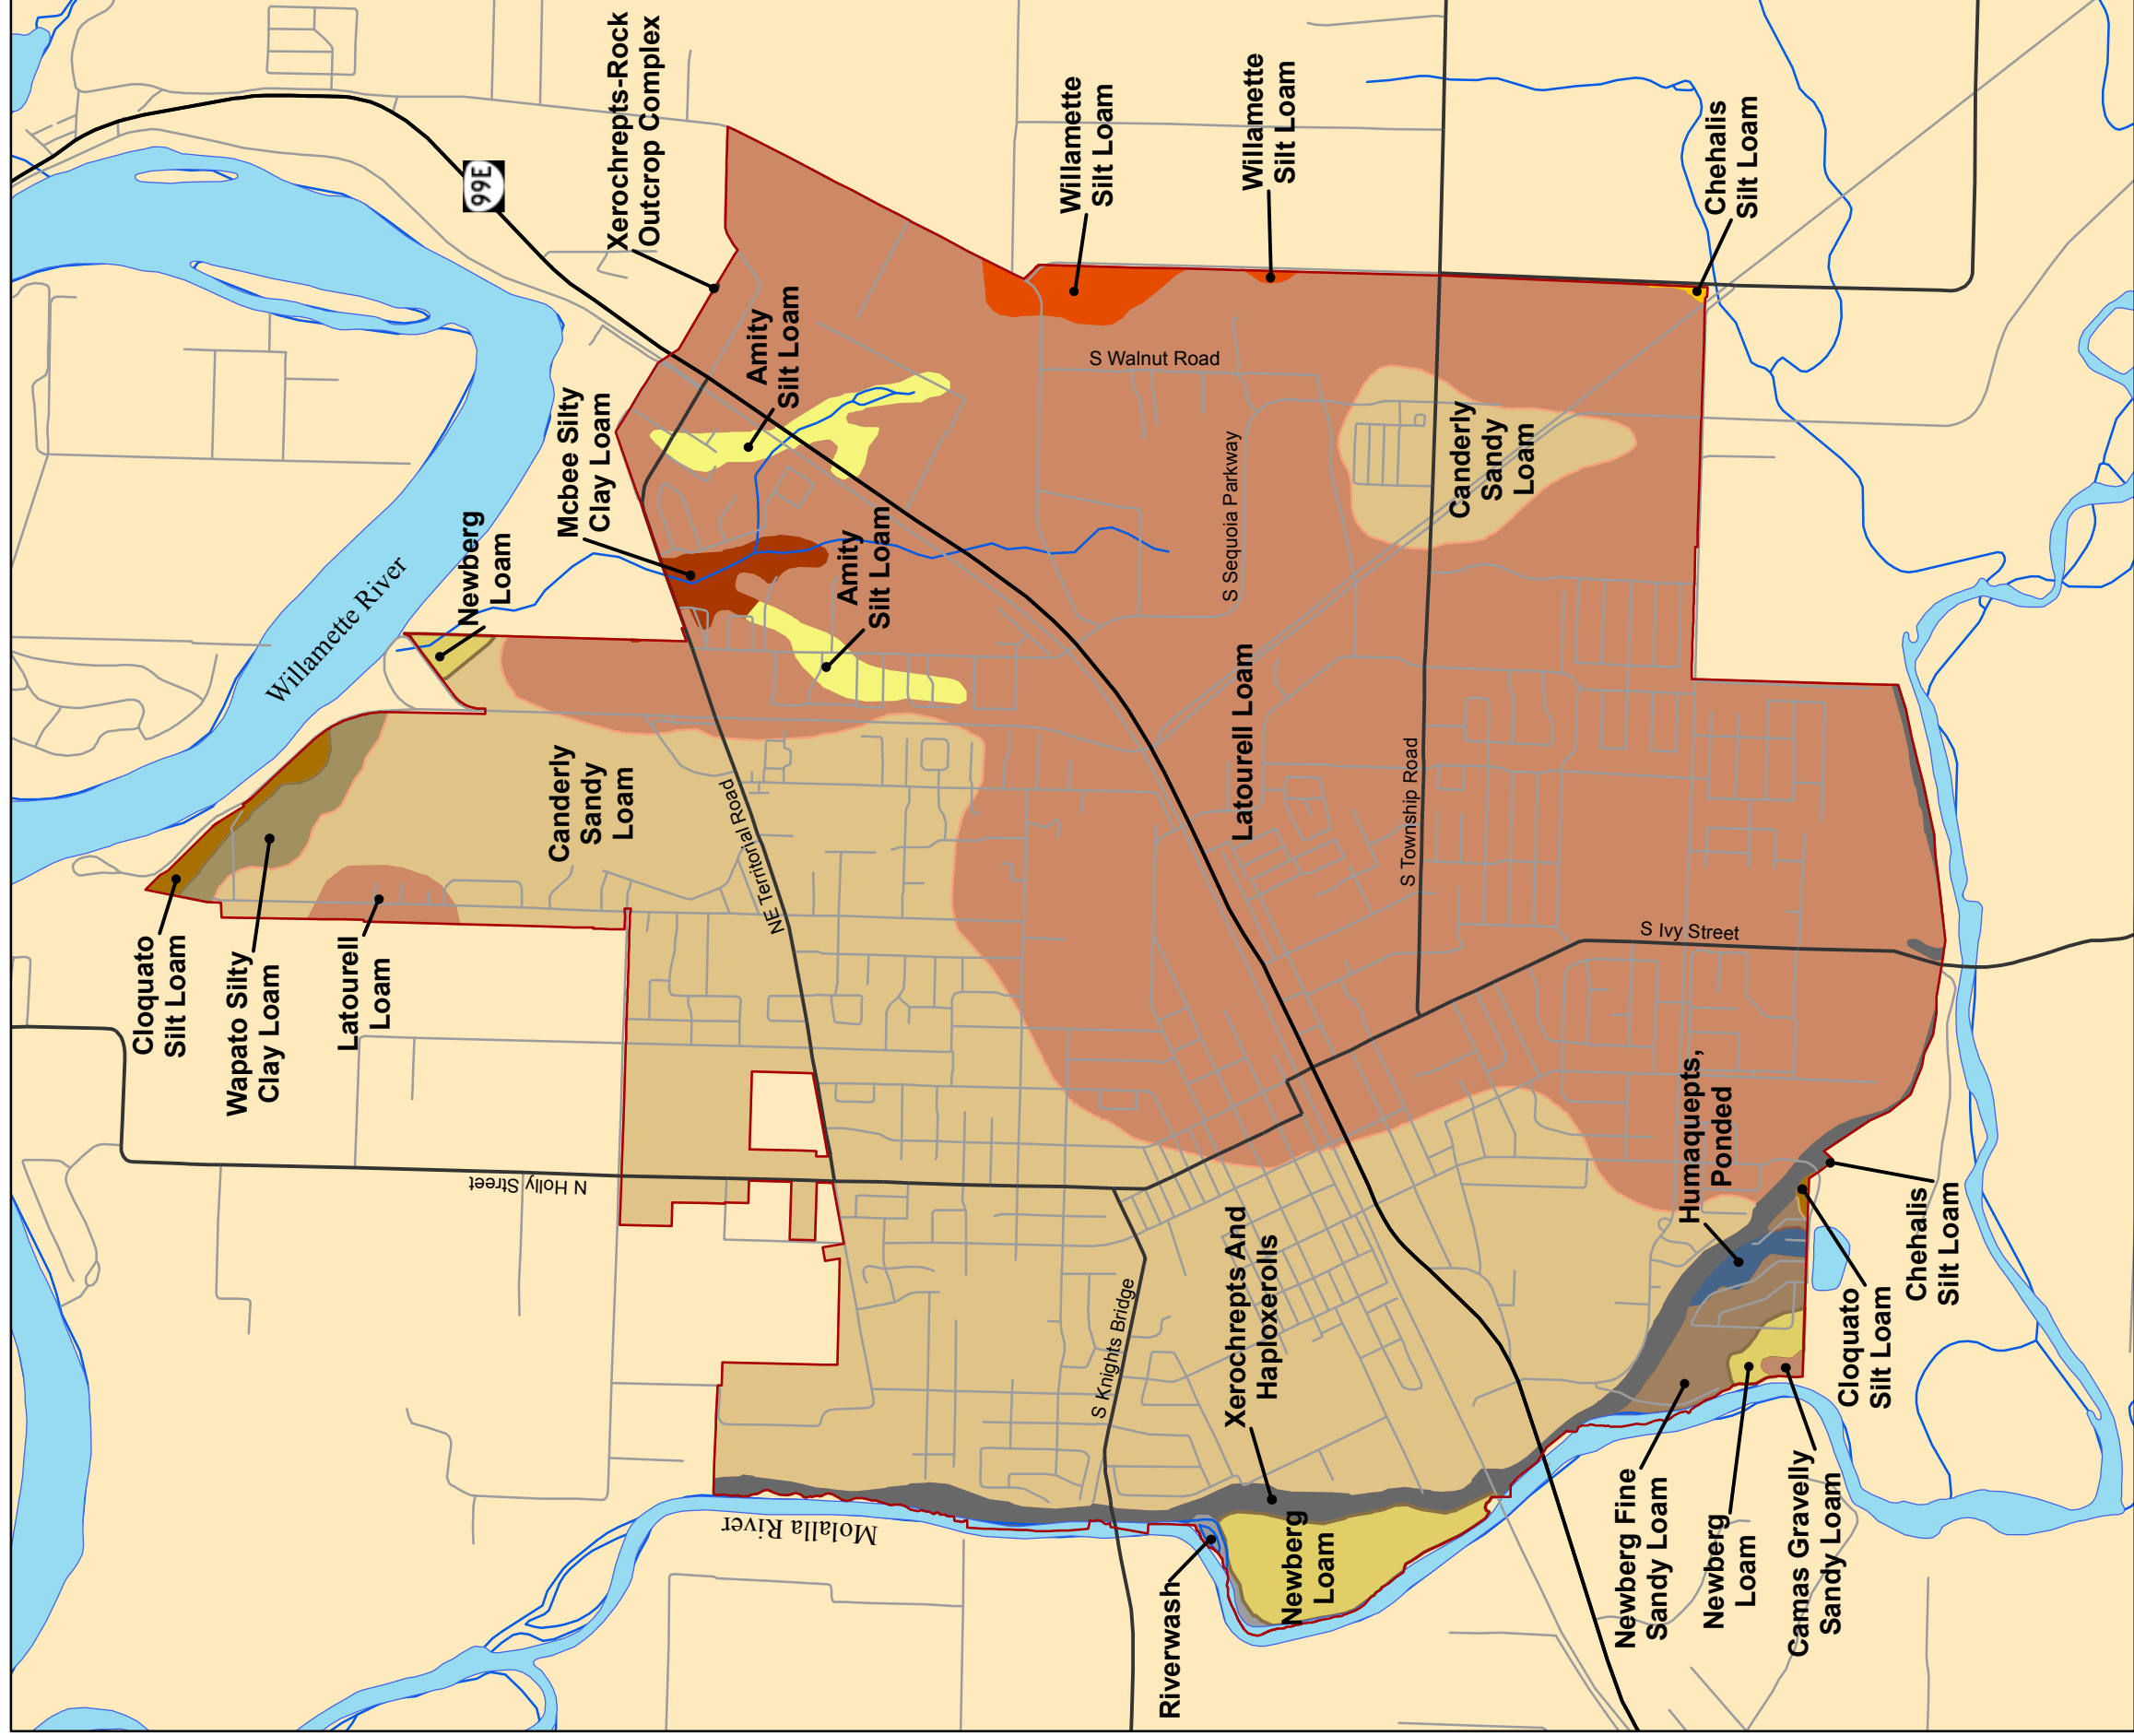 Cloquato
Silt Loam
Wapato Silty
Clay Loam
Latourell
Loam
N Holly Street
Molalla River
Riverwash
Newberg
Loam
Xerochrepts And
Haploxerolls
S Knights Bridge
Newberg Fine
Sandy Loam
Newberg
Loam
Camas Gravelly
Sandy Loam
Cloquato
Silt Loam
Chehalis
Silt Loam
Humaquepts,
Ponded
S Ivy Street
S Township Road
Latourell Loam
Canderly
Sandy
Loam
NE Territorial Road
Willamette River
Newberg
Loam
Mcbee Silty
Clay Loam
Amity
Silt Loam
Amity
Silt Loam
99E
Xerochrepts-Rock
Outcrop Complex
Willamette
Silt Loam
Willamette
Silt Loam
Chehalis
Silt Loam
S Walnut Road
S Sequoia Parkway
Canderly
Sandy
Loam